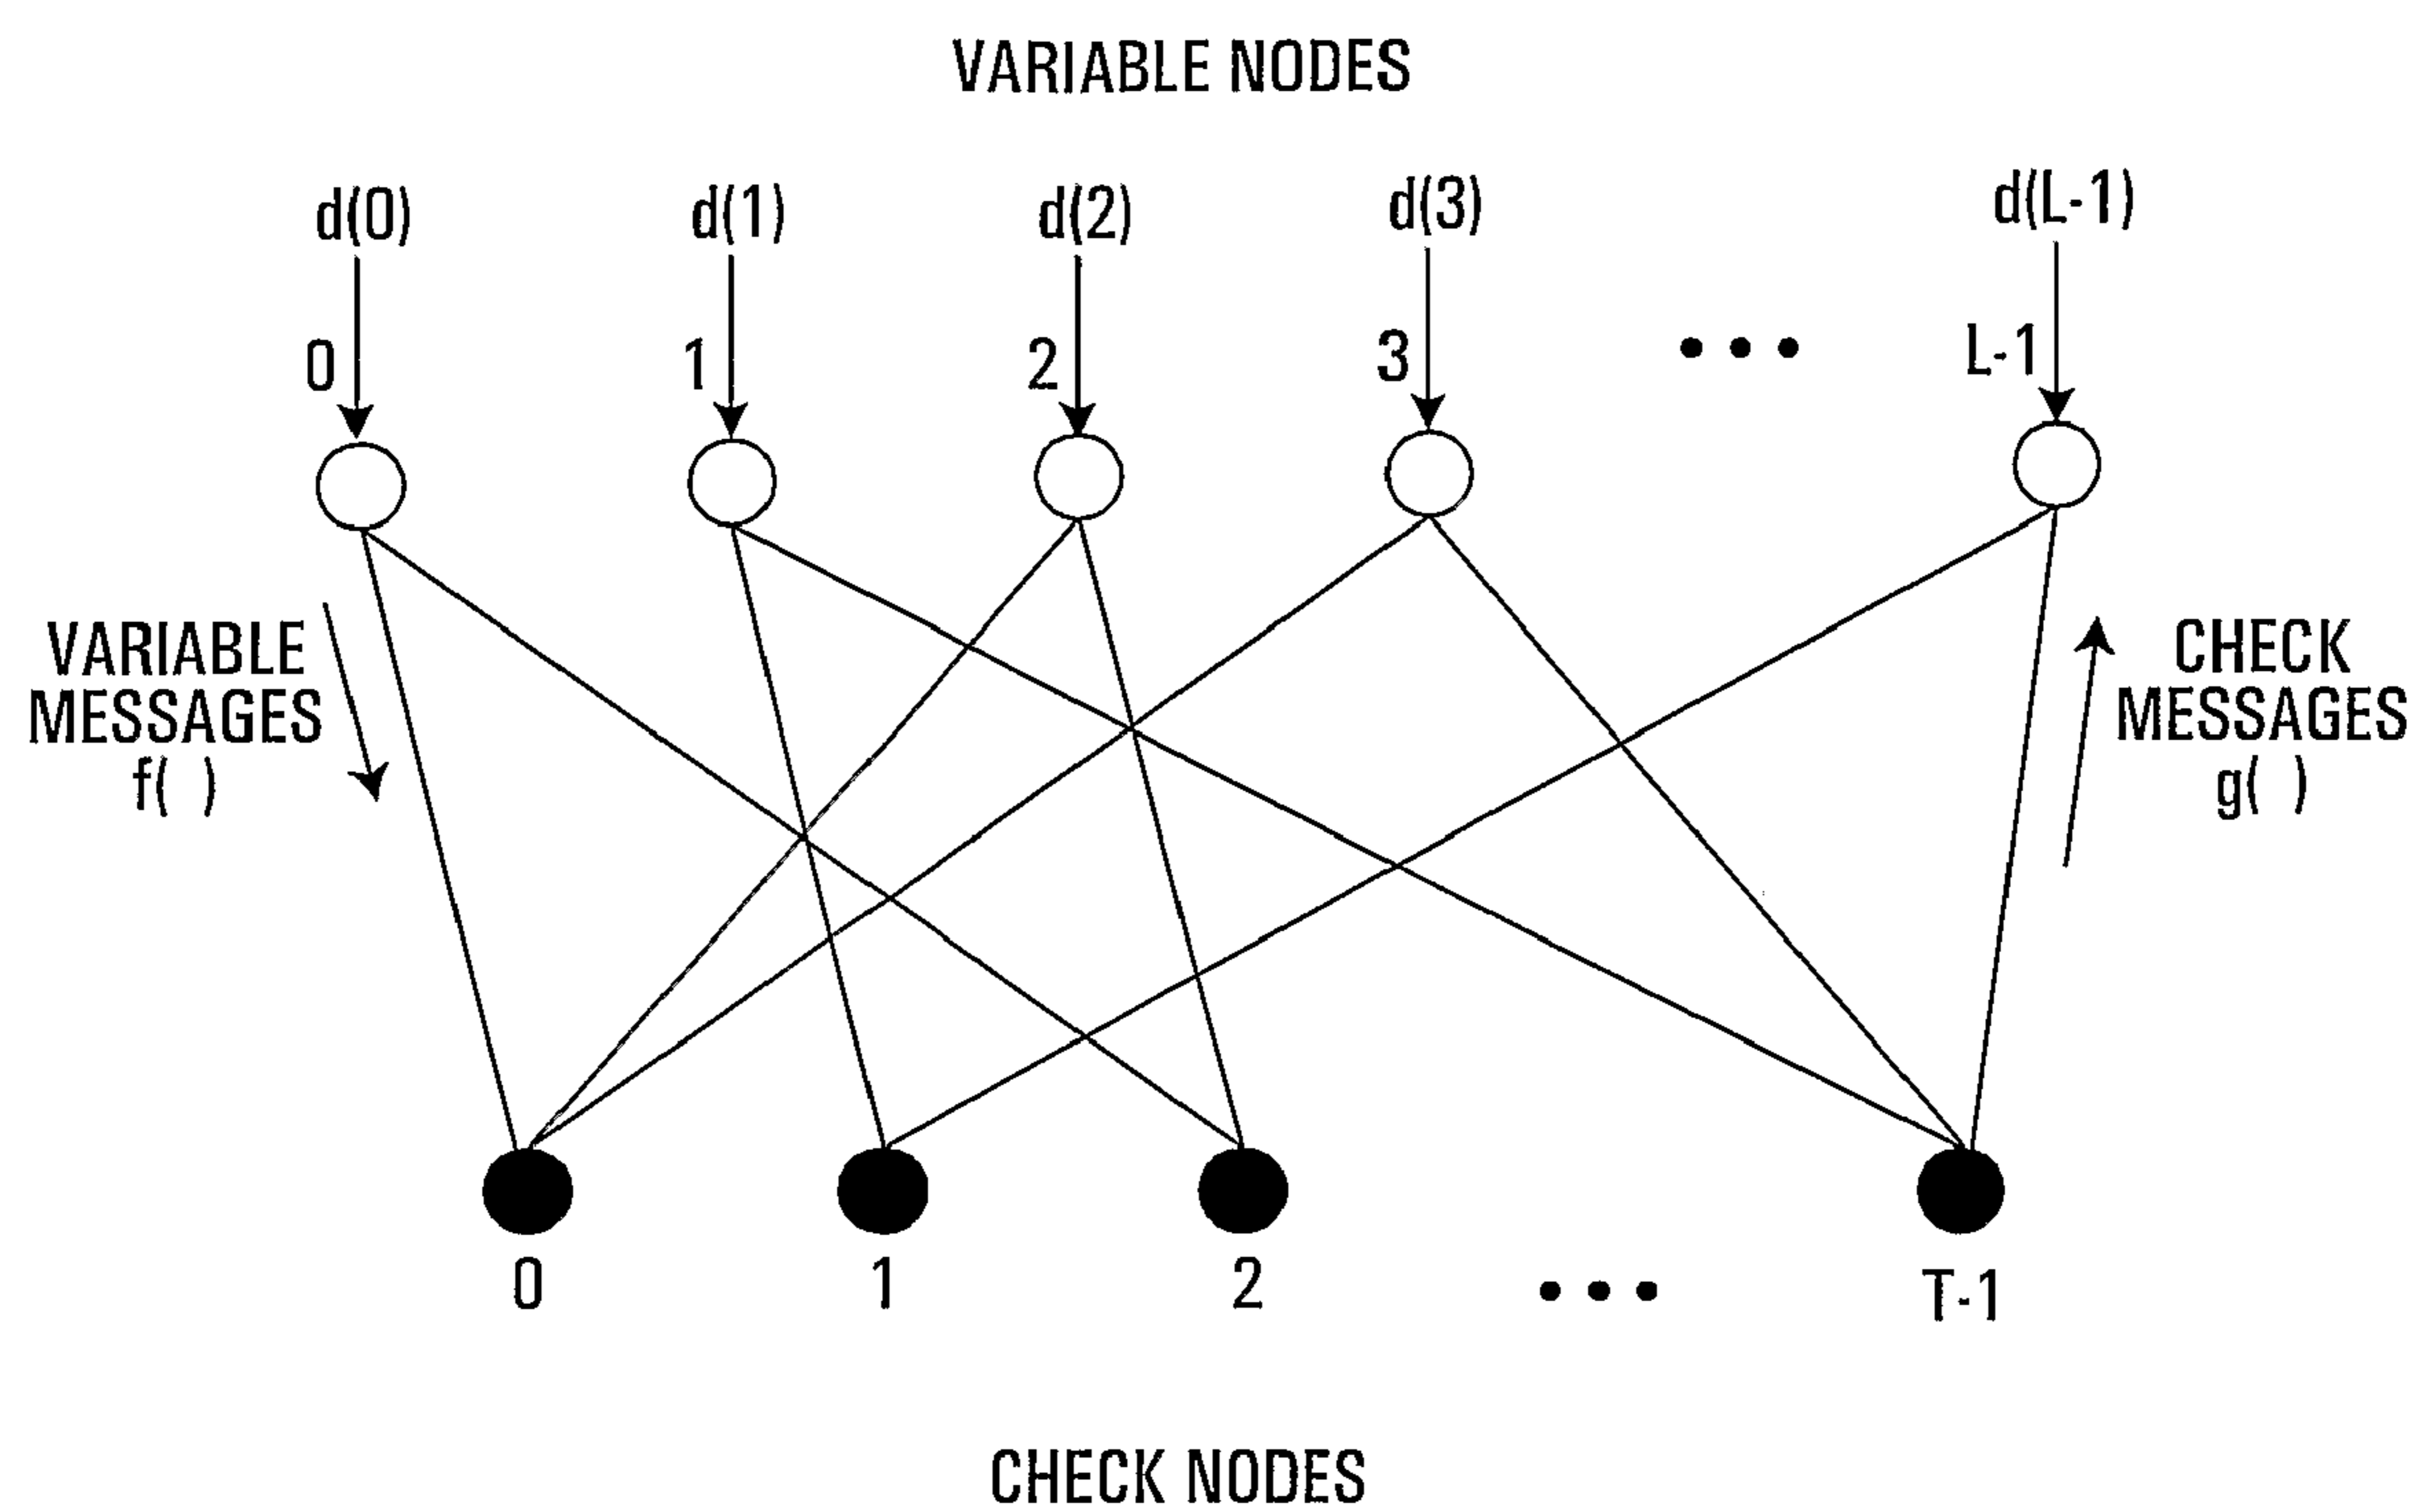 VARIABLE NODES
d(0) d(1) d(2) d(3) d(L-1)
0 1 2 3 • • • L-1
VARIABLE
MESSAGES
f( )
CHECK
MESSAGES
g( )
0 1 2 • • • T-1
CHECK NODES